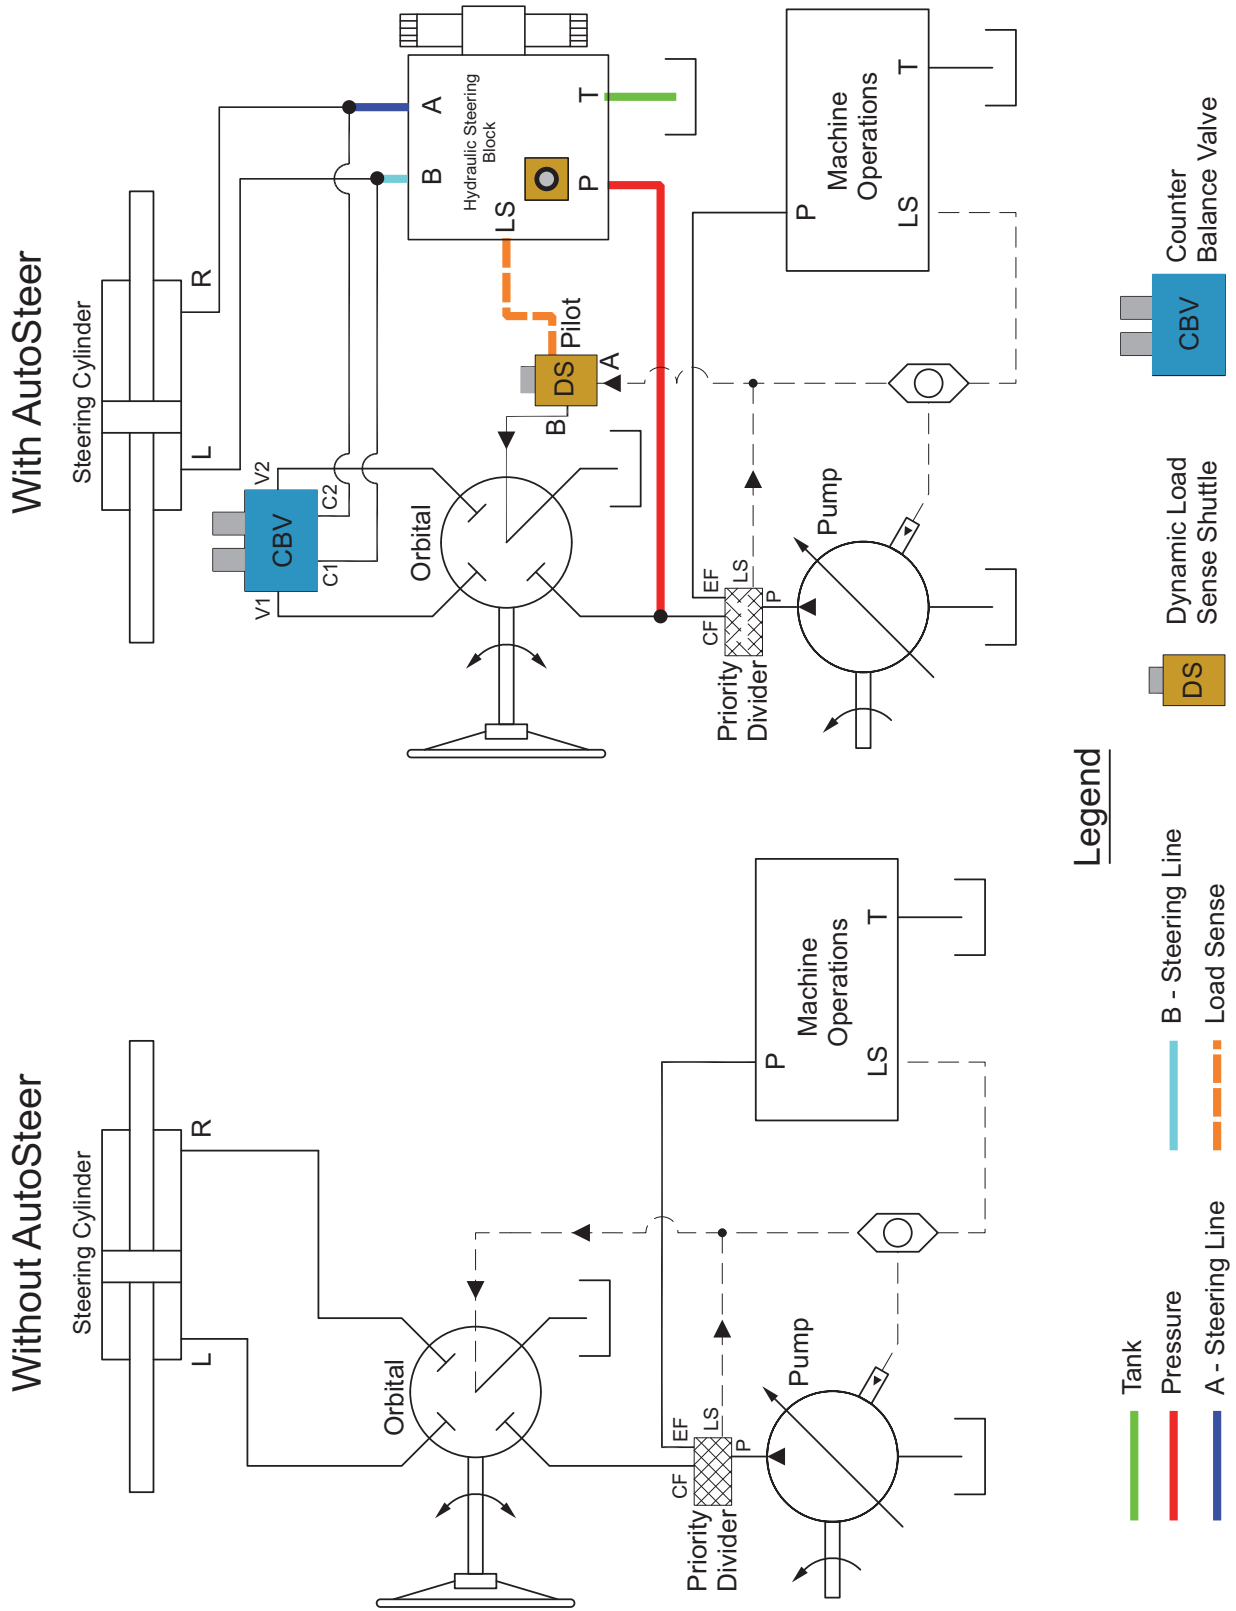 Without AutoSteer
Steering Cylinder
L
R
Orbital
CF
EF
LS
P
Priority
Divider
Pump
P
Machine
Operations
LS
T
With AutoSteer
Steering Cylinder
L
R
V1
CBV
V2
C1
C2
Orbital
B
DS
Pilot
A
B
A
Hydraulic Steering
Block
LS
P
T
CF
EF
LS
P
Priority
Divider
Pump
P
Machine
Operations
LS
T
Legend
Tank
Pressure
A - Steering Line
B - Steering Line
Load Sense
DS
Dynamic Load
Sense Shuttle
CBV
Counter
Balance Valve